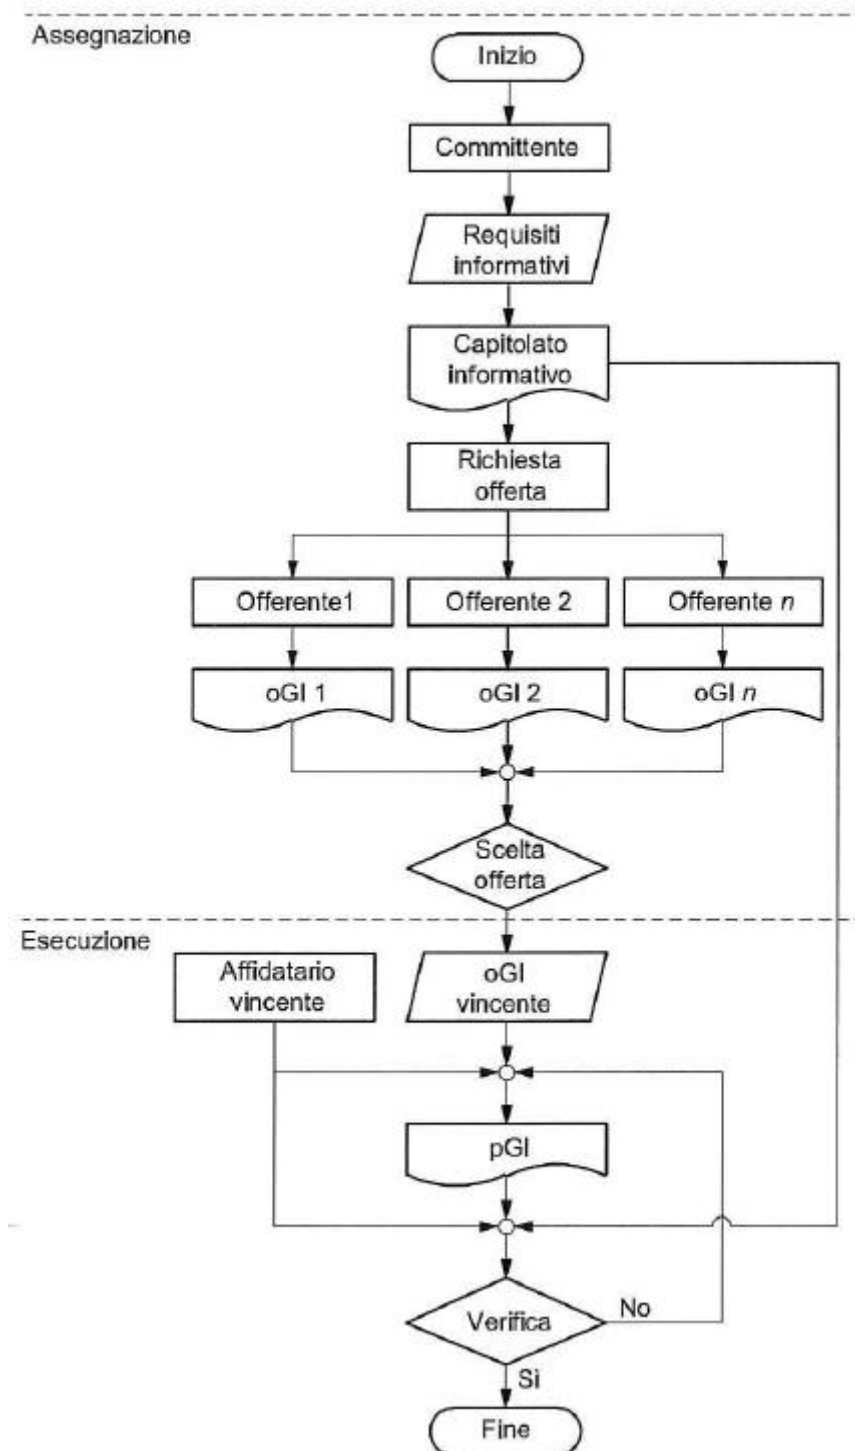 Assegnazione
Inizio
Committente
Requisiti
informativi
Capitolato
informativo
Richiesta
offerta
Offerente1
Offerente 2
Offerente n
oGI 1
oGI 2
oGI n
Scelta
offerta
Esecuzione
Affidatario
vincente
oGI
vincente
pGI
Verifica
No
Sì
Fine